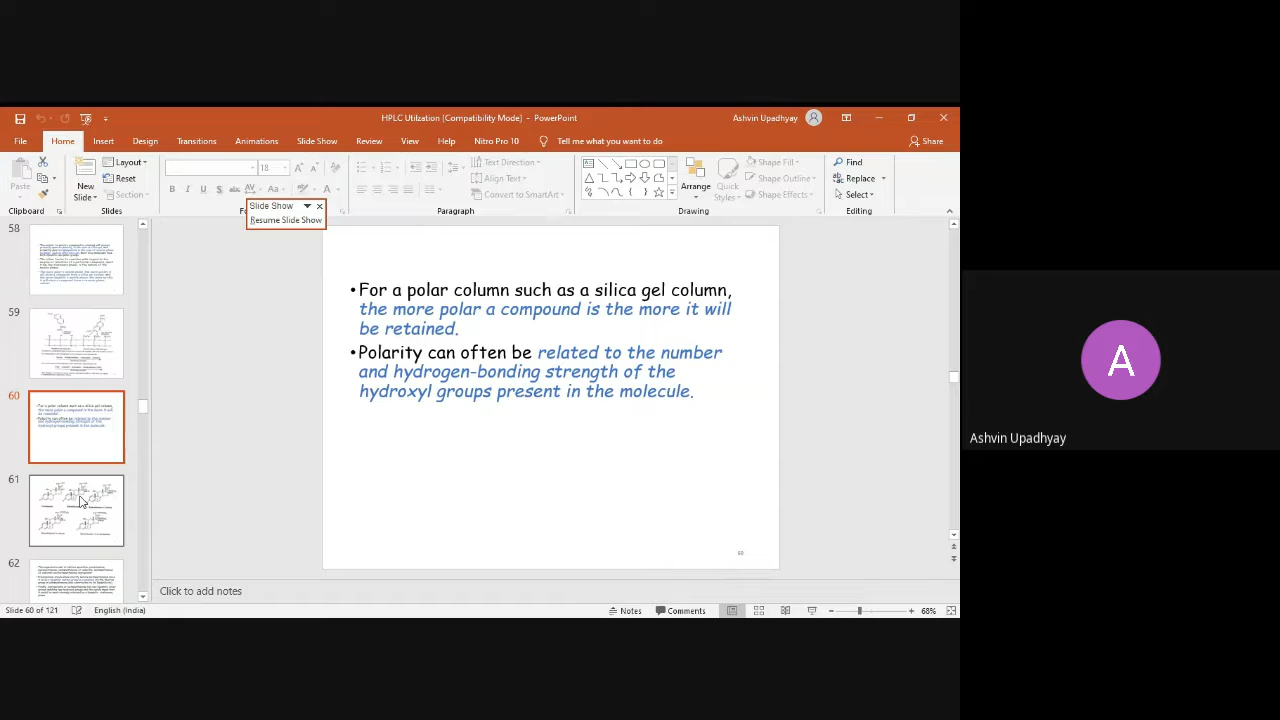 HPLC Utilzation [Compatibility Mode] - PowerPoint
Ashvin Upadhyay
File Home Insert Design Transitions Animations Slide Show Review View Help Nitro Pro 10 Tell me what you want to do Share
Paste
New
Slide
Layout
Reset
Section
18
Text Direction
Align Text
Convert to SmartArt
Arrange
Quick
Styles
Shape Fill
Shape Outline
Shape Effects
Find
Replace
Select
Clipboard Slides Paragraph Drawing Editing
Slide Show
Resume Slide Show
58
59
60
61
62
• For a polar column such as a silica gel column,
the more polar a compound is the more it will
be retained.
• Polarity can often be related to the number
and hydrogen-bonding strength of the
hydroxyl groups present in the molecule.
60
Click to add notes
Slide 60 of 121 English (India) Notes Comments 68%
A
Ashvin Upadhyay